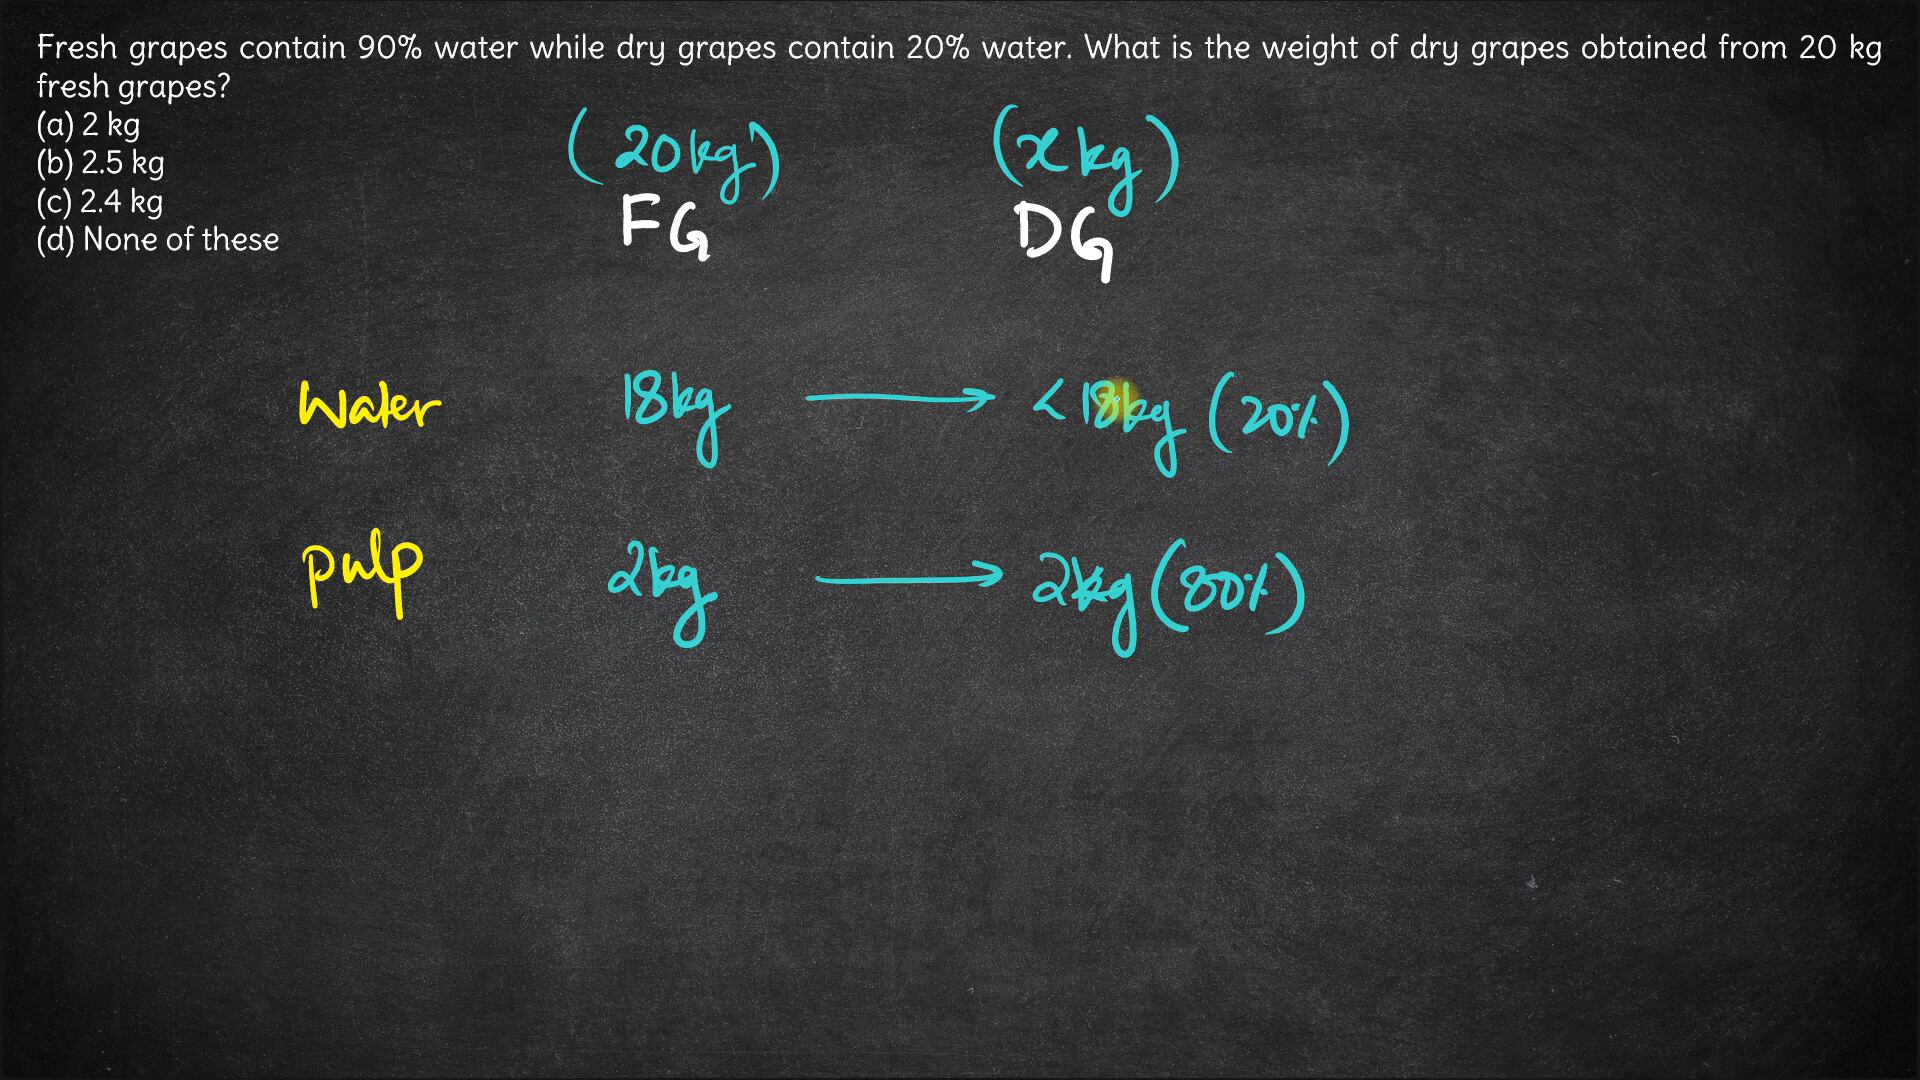 Fresh grapes contain 90% water while dry grapes contain 20% water. What is the weight of dry grapes obtained from 20 kg
fresh grapes?
(a) 2 kg
(b) 2.5 kg
(c) 2.4 kg
(d) None of these
(20kg) (x kg)
FG DG
Water 18kg → < 18kg (20%)
pulp 2kg → 2kg (80%)